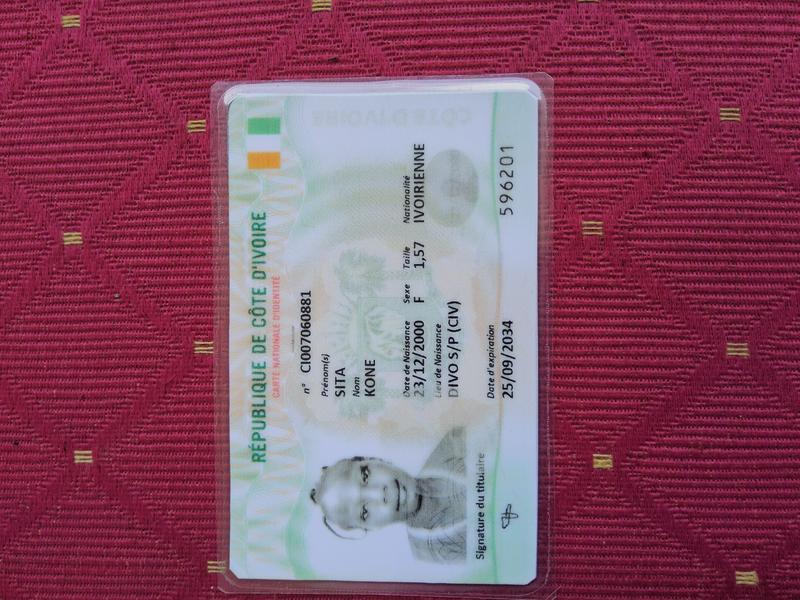 RÉPUBLIQUE DE CÔTE D'IVOIRE
CARTE NATIONALE D'IDENTITÉ
CÔTE D'IVOIRE
n° CI007060881
Prénom(s)
SITA
Nom
KONE
Date de Naissance Sexe Taille Nationalité
23/12/2000 F 1,57 IVOIRIENNE
Lieu de Naissance
DIVO S/P (CIV)
Date d'expiration
25/09/2034
596201
Signature du titulaire